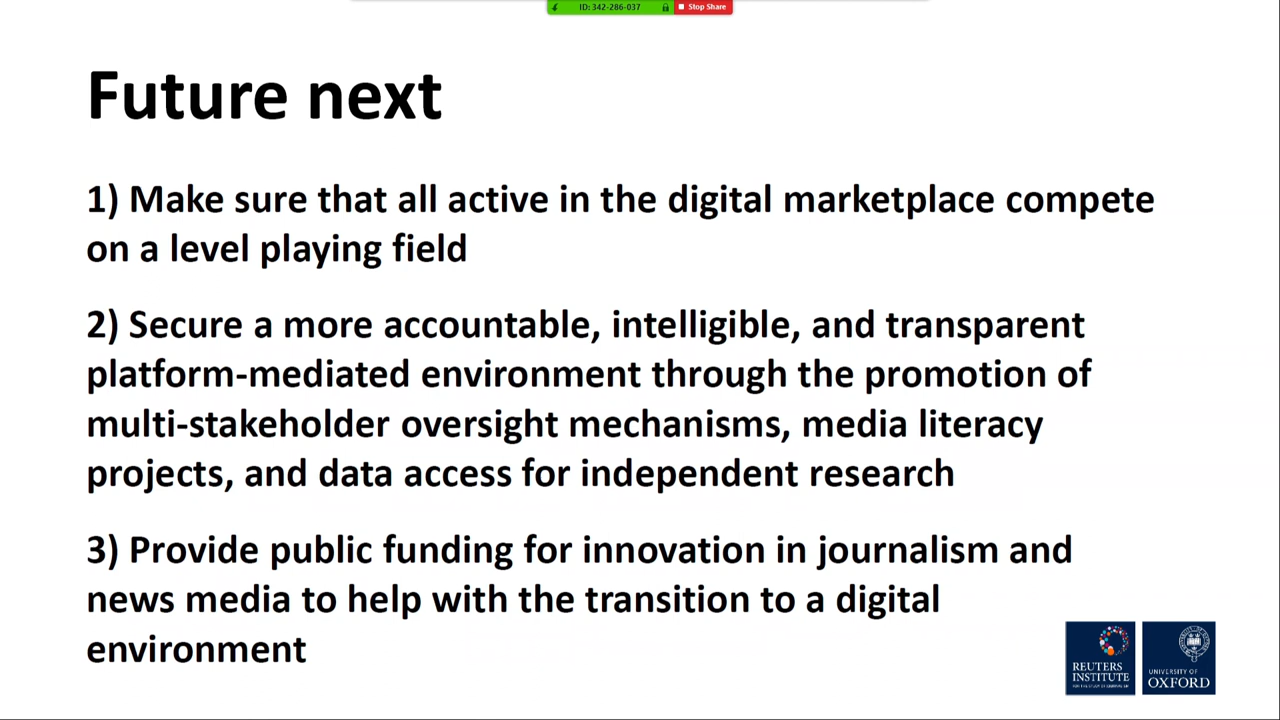 ID: 342-286-037 Stop Share
Future next
1) Make sure that all active in the digital marketplace compete
on a level playing field
2) Secure a more accountable, intelligible, and transparent
platform-mediated environment through the promotion of
multi-stakeholder oversight mechanisms, media literacy
projects, and data access for independent research
3) Provide public funding for innovation in journalism and
news media to help with the transition to a digital
environment
REUTERS
INSTITUTE
UNIVERSITY OF
OXFORD